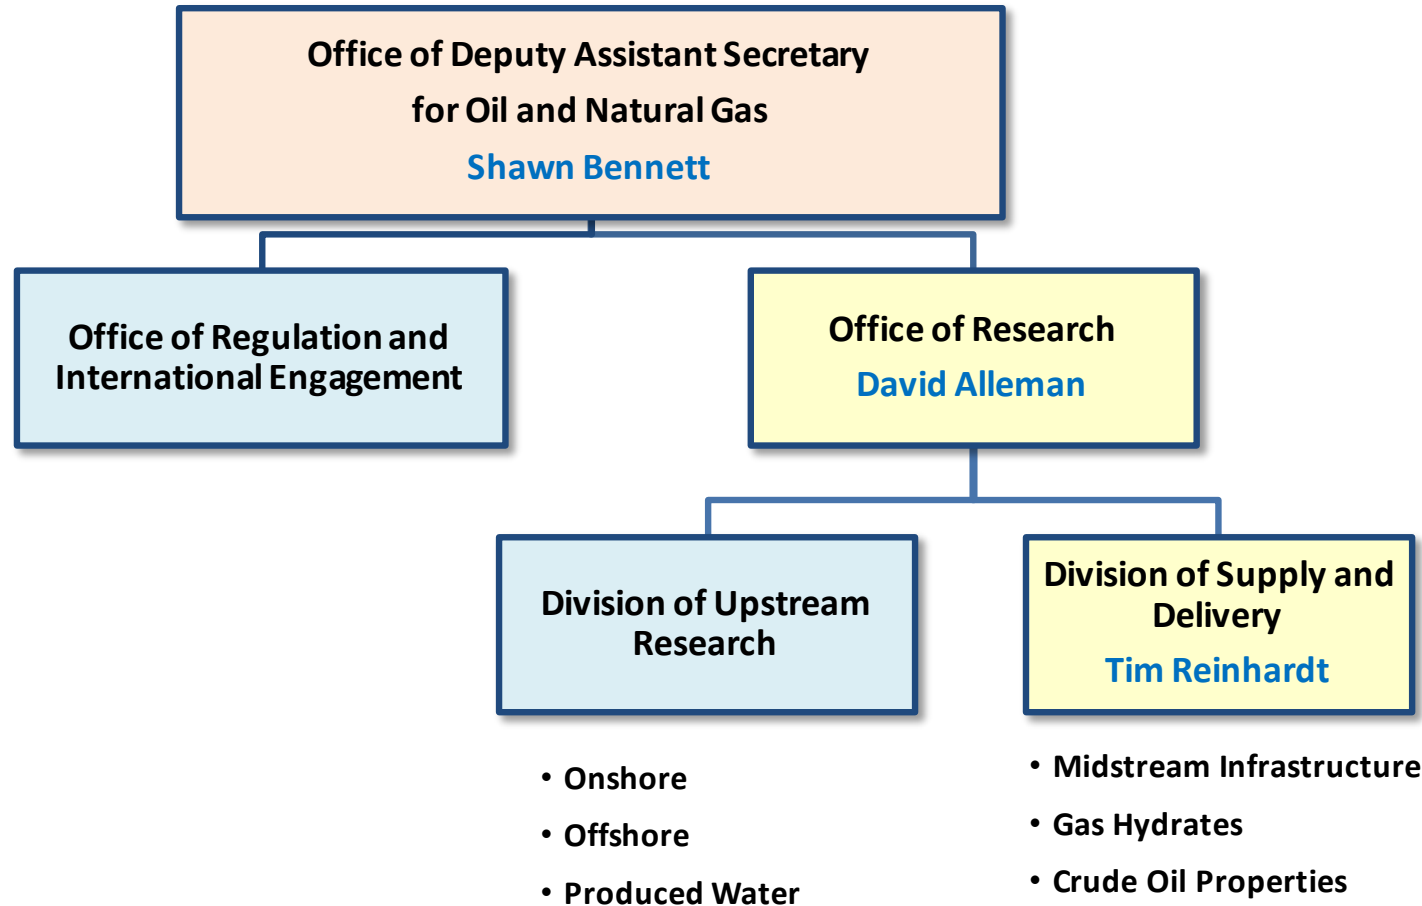 Office of Deputy Assistant Secretary
for Oil and Natural Gas
Shawn Bennett
Office of Regulation and
International Engagement
Office of Research
David Alleman
Division of Upstream
Research
Division of Supply and
Delivery
Tim Reinhardt
• Onshore
• Offshore
• Produced Water
• Midstream Infrastructure
• Gas Hydrates
• Crude Oil Properties